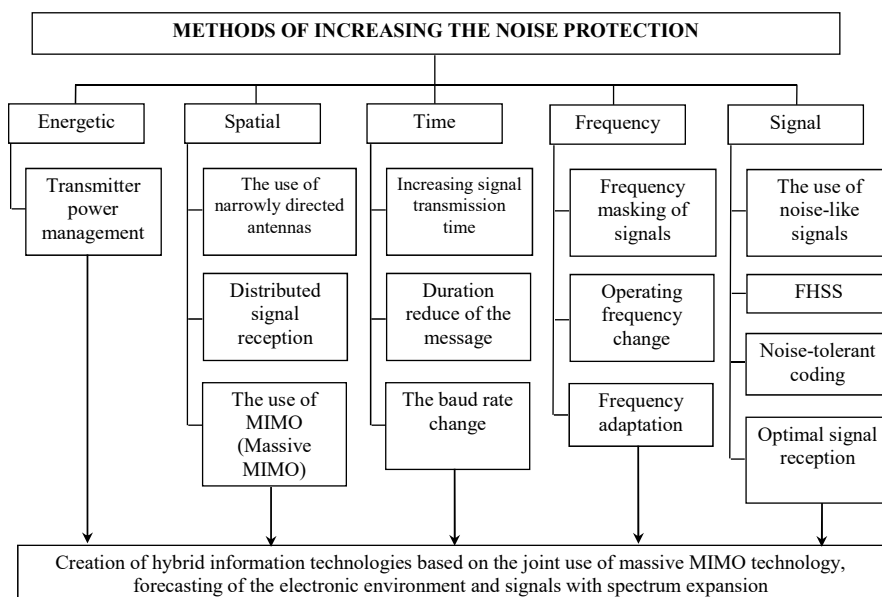 METHODS OF INCREASING THE NOISE PROTECTION
Energetic
Spatial
Time
Frequency
Signal
Transmitter
power
management
The use of
narrowly directed
antennas
Increasing signal
transmission
time
Frequency
masking of
signals
The use of
noise-like
signals
Distributed
signal
reception
Duration
reduce of the
message
Operating
frequency
change
FHSS
Noise-tolerant
coding
The use of
MIMO
(Massive
MIMO)
The baud rate
change
Frequency
adaptation
Optimal signal
reception
Creation of hybrid information technologies based on the joint use of massive MIMO technology,
forecasting of the electronic environment and signals with spectrum expansion